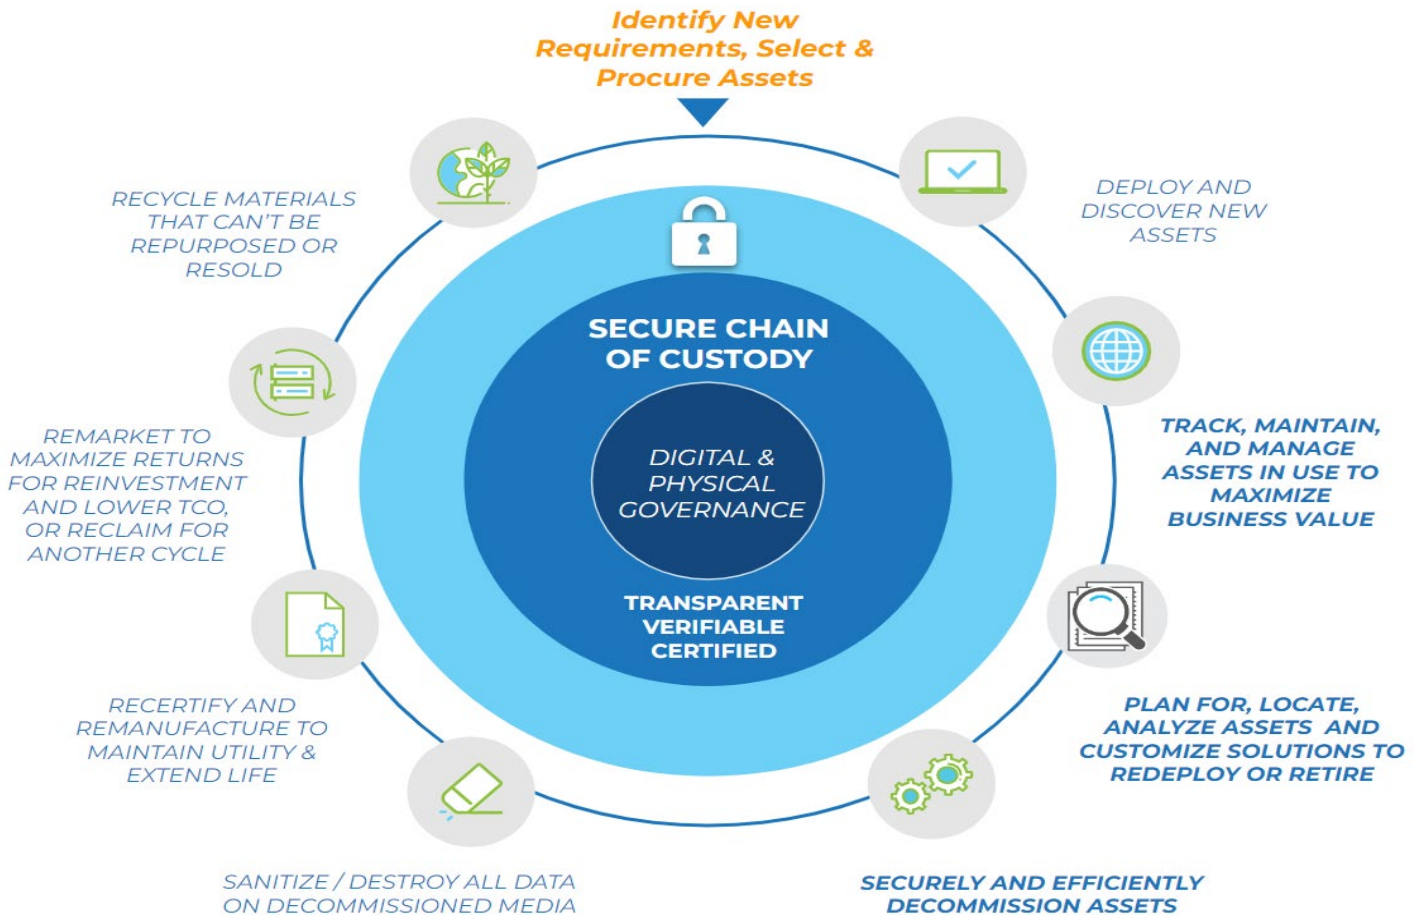 Identify New
Requirements, Select &
Procure Assets
DEPLOY AND
DISCOVER NEW
ASSETS
TRACK, MAINTAIN,
AND MANAGE
ASSETS IN USE TO
MAXIMIZE
BUSINESS VALUE
PLAN FOR, LOCATE,
ANALYZE ASSETS AND
CUSTOMIZE SOLUTIONS TO
REDEPLOY OR RETIRE
SECURELY AND EFFICIENTLY
DECOMMISSION ASSETS
SANITIZE / DESTROY ALL DATA
ON DECOMMISSIONED MEDIA
RECERTIFY AND
REMANUFACTURE TO
MAINTAIN UTILITY &
EXTEND LIFE
REMARKET TO
MAXIMIZE RETURNS
FOR REINVESTMENT
AND LOWER TCO,
OR RECLAIM FOR
ANOTHER CYCLE
RECYCLE MATERIALS
THAT CAN'T BE
REPURPOSED OR
RESOLD
SECURE CHAIN
OF CUSTODY
DIGITAL &
PHYSICAL
GOVERNANCE
TRANSPARENT
VERIFIABLE
CERTIFIED